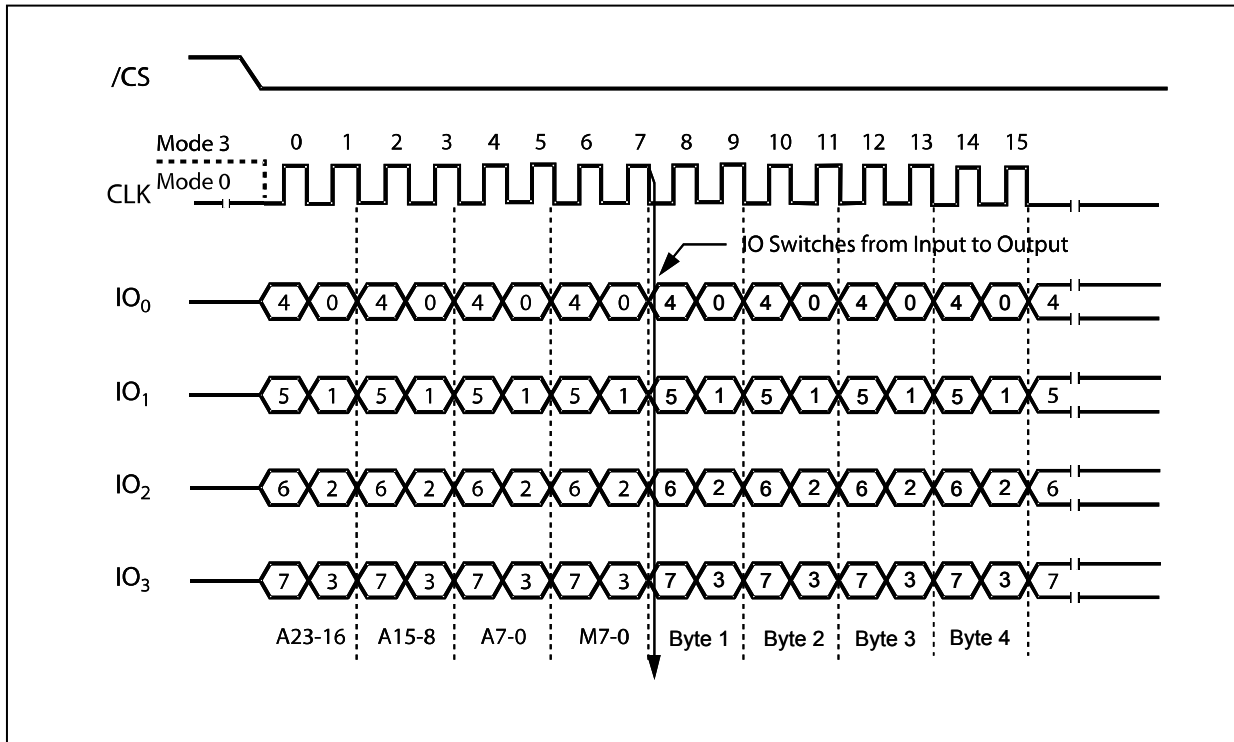 /CS
Mode 3
0 1 2 3 4 5 6 7 8 9 10 11 12 13 14 15
Mode 0
CLK
IO Switches from Input to Output
IO₀ 4 0 4 0 4 0 4 0 4 0 4 0 4 0 4 0 4
IO₁ 5 1 5 1 5 1 5 1 5 1 5 1 5 1 5 1 5
IO₂ 6 2 6 2 6 2 6 2 6 2 6 2 6 2 6 2 6
IO₃ 7 3 7 3 7 3 7 3 7 3 7 3 7 3 7 3 7
A23-16 A15-8 A7-0 M7-0 Byte 1 Byte 2 Byte 3 Byte 4